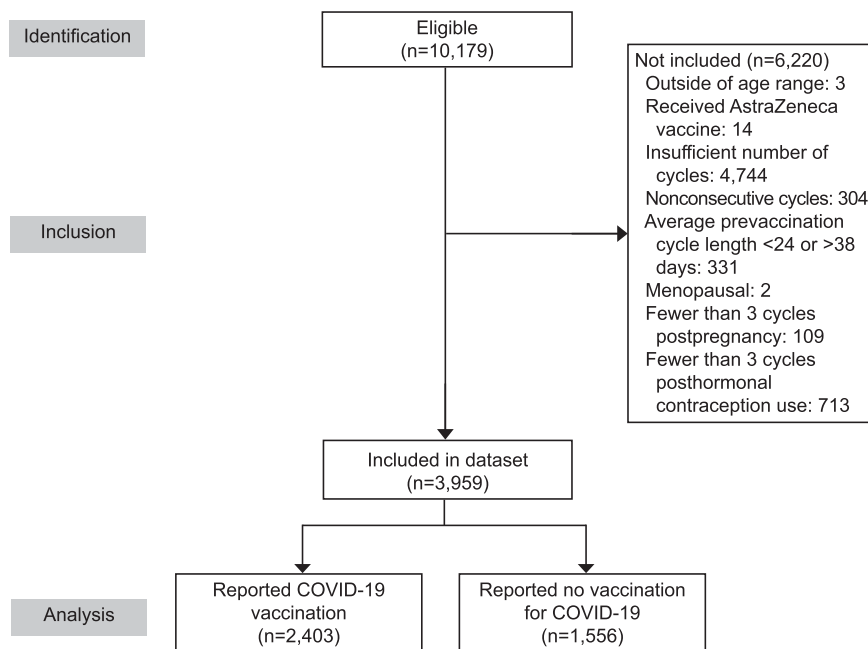 Identification
Eligible
(n=10,179)
Not included (n=6,220)
Outside of age range: 3
Received AstraZeneca
vaccine: 14
Insufficient number of
cycles: 4,744
Nonconsecutive cycles: 304
Average prevaccination
cycle length <24 or >38
days: 331
Menopausal: 2
Fewer than 3 cycles
postpregnancy: 109
Fewer than 3 cycles
posthormonal
contraception use: 713
Inclusion
Included in dataset
(n=3,959)
Analysis
Reported COVID-19
vaccination
(n=2,403)
Reported no vaccination
for COVID-19
(n=1,556)